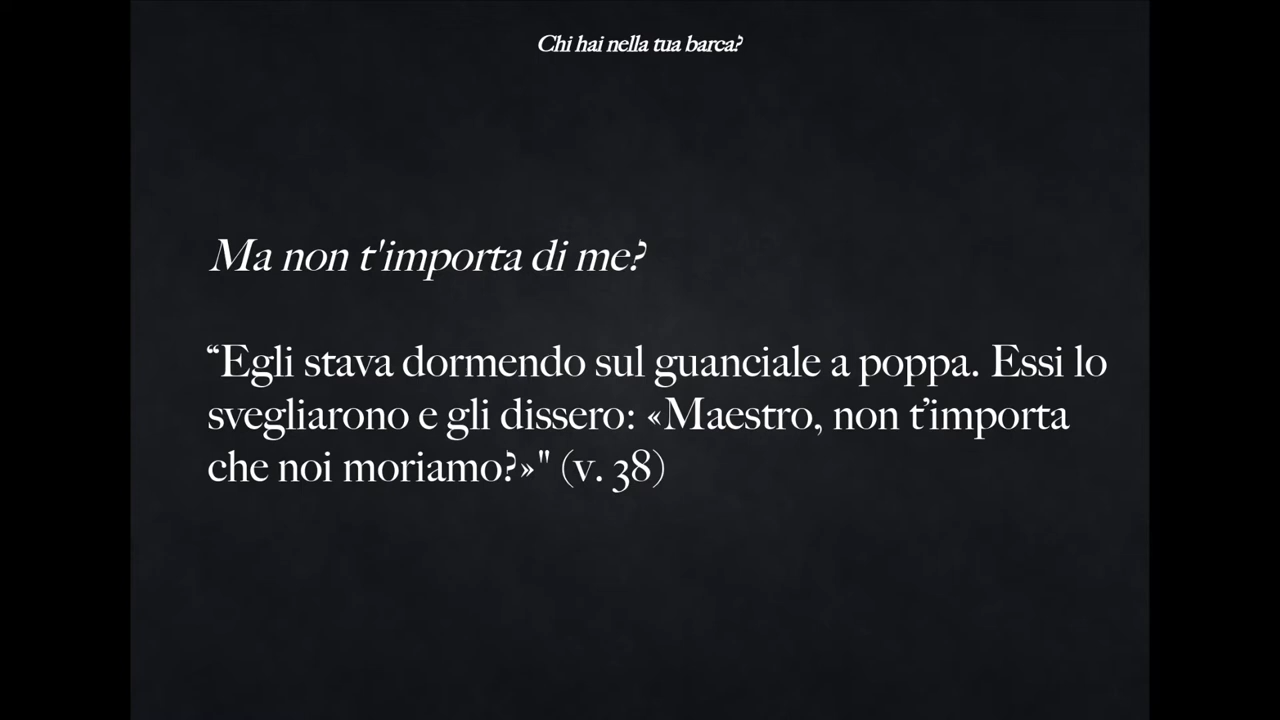 Chi hai nella tua barca?
Ma non t'importa di me?
“Egli stava dormendo sul guanciale a poppa. Essi lo
svegliarono e gli dissero: «Maestro, non t’importa
che noi moriamo?»" (v. 38)